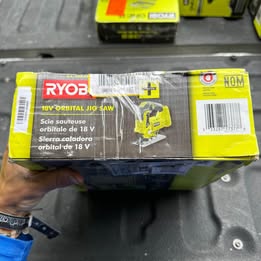 RYOBI
18V ORBITAL JIG SAW
Scie sauteuse
orbitale de 18 V
Sierra caladora
orbital de 18 V
NOM